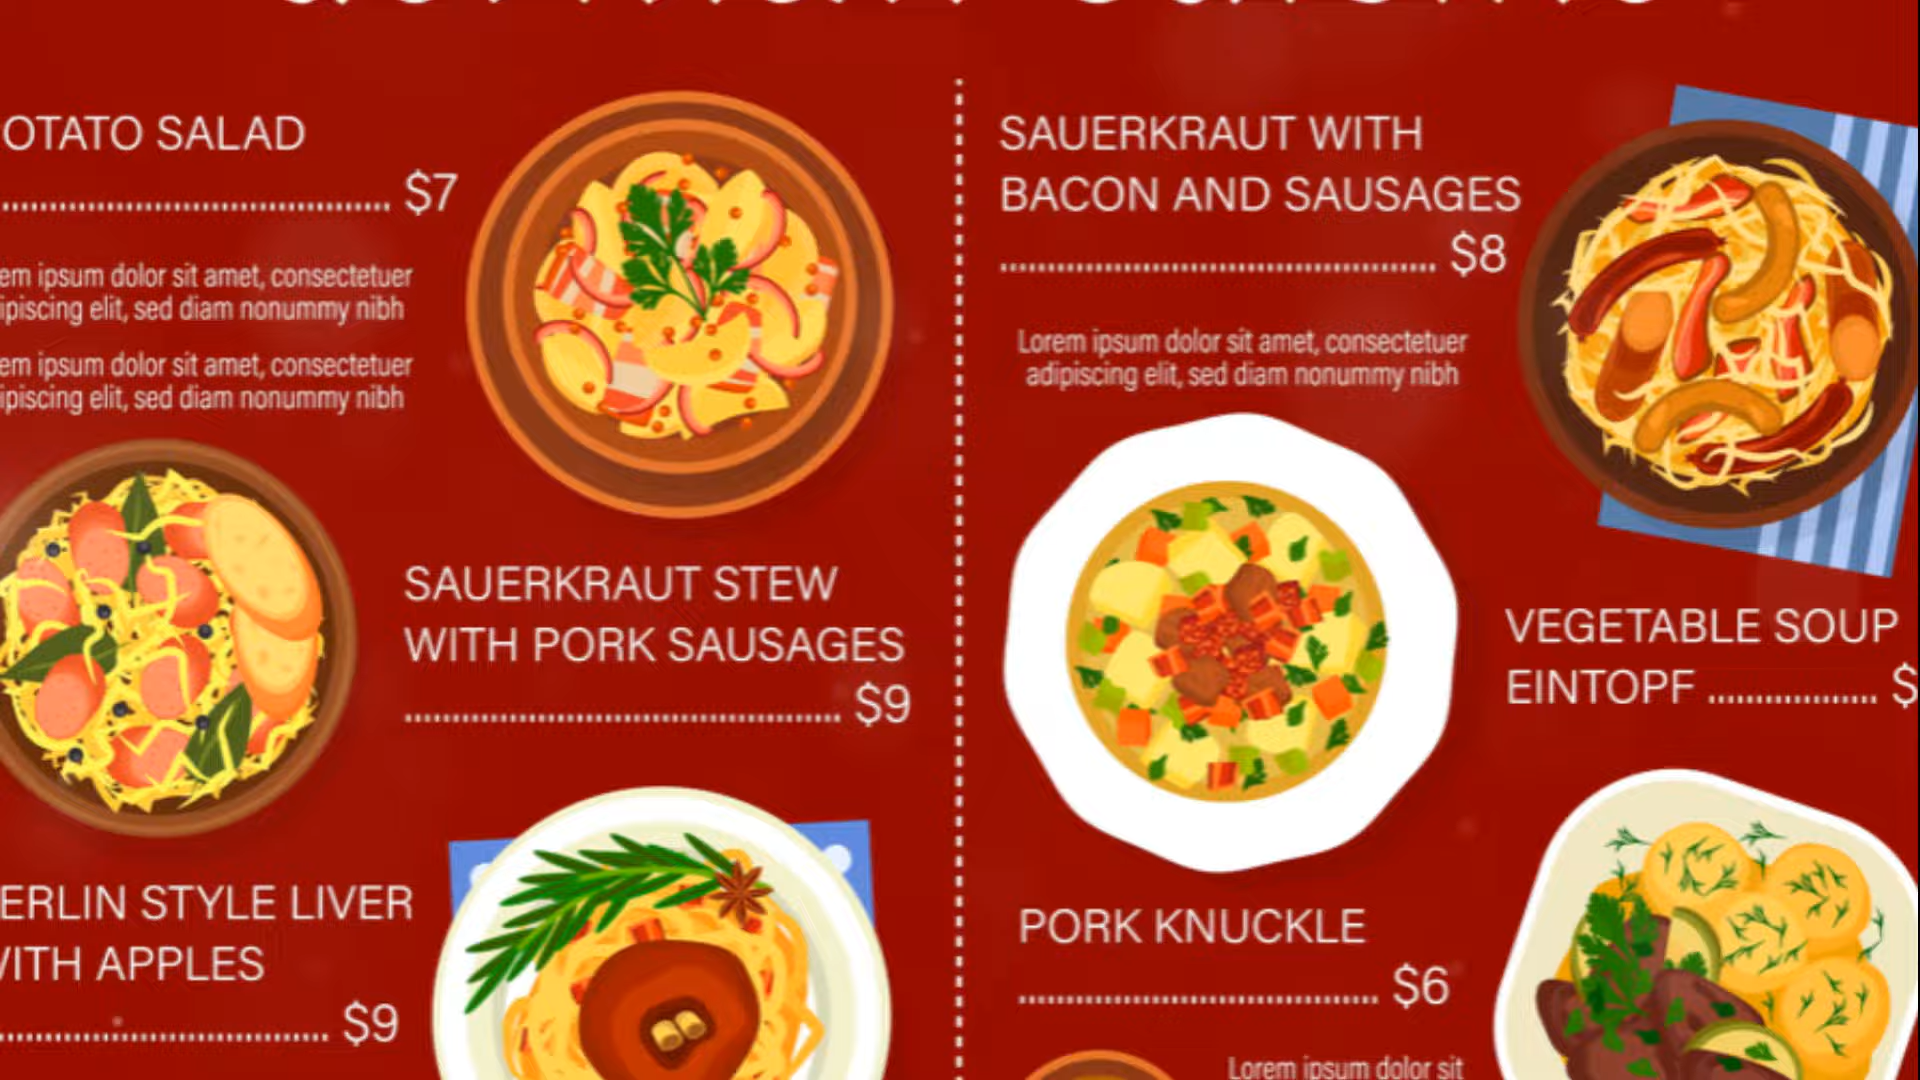 OTATO SALAD
$7
em ipsum dolor sit amet, consectetuer
ipiscing elit, sed diam nonummy nibh
em ipsum dolor sit amet, consectetuer
ipiscing elit, sed diam nonummy nibh
SAUERKRAUT STEW
WITH PORK SAUSAGES
$9
ERLIN STYLE LIVER
WITH APPLES
$9
SAUERKRAUT WITH
BACON AND SAUSAGES
$8
Lorem ipsum dolor sit amet, consectetuer
adipiscing elit, sed diam nonummy nibh
VEGETABLE SOUP
EINTOPF ................. $
PORK KNUCKLE
$6
Lorem ipsum dolor sit